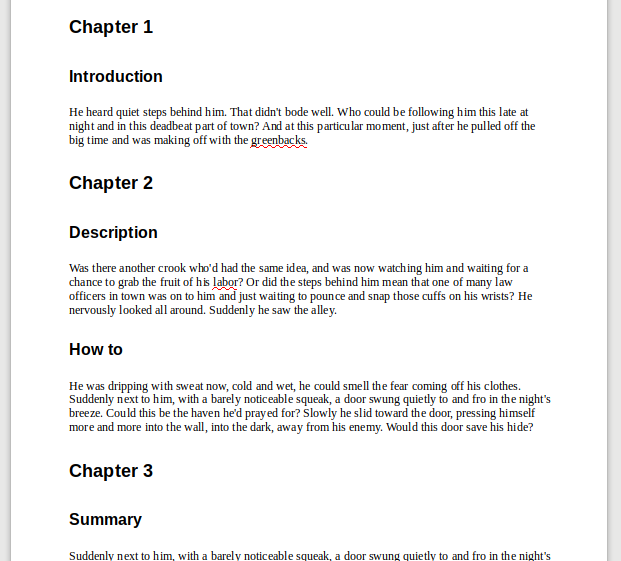 Chapter 1
Introduction
He heard quiet steps behind him. That didn't bode well. Who could be following him this late at
night and in this deadbeat part of town? And at this particular moment, just after he pulled off the
big time and was making off with the greenbacks.
Chapter 2
Description
Was there another crook who'd had the same idea, and was now watching him and waiting for a
chance to grab the fruit of his labor? Or did the steps behind him mean that one of many law
officers in town was on to him and just waiting to pounce and snap those cuffs on his wrists? He
nervously looked all around. Suddenly he saw the alley.
How to
He was dripping with sweat now, cold and wet, he could smell the fear coming off his clothes.
Suddenly next to him, with a barely noticeable squeak, a door swung quietly to and fro in the night's
breeze. Could this be the haven he'd prayed for? Slowly he slid toward the door, pressing himself
more and more into the wall, into the dark, away from his enemy. Would this door save his hide?
Chapter 3
Summary
Suddenly next to him, with a barely noticeable squeak, a door swung quietly to and fro in the night's